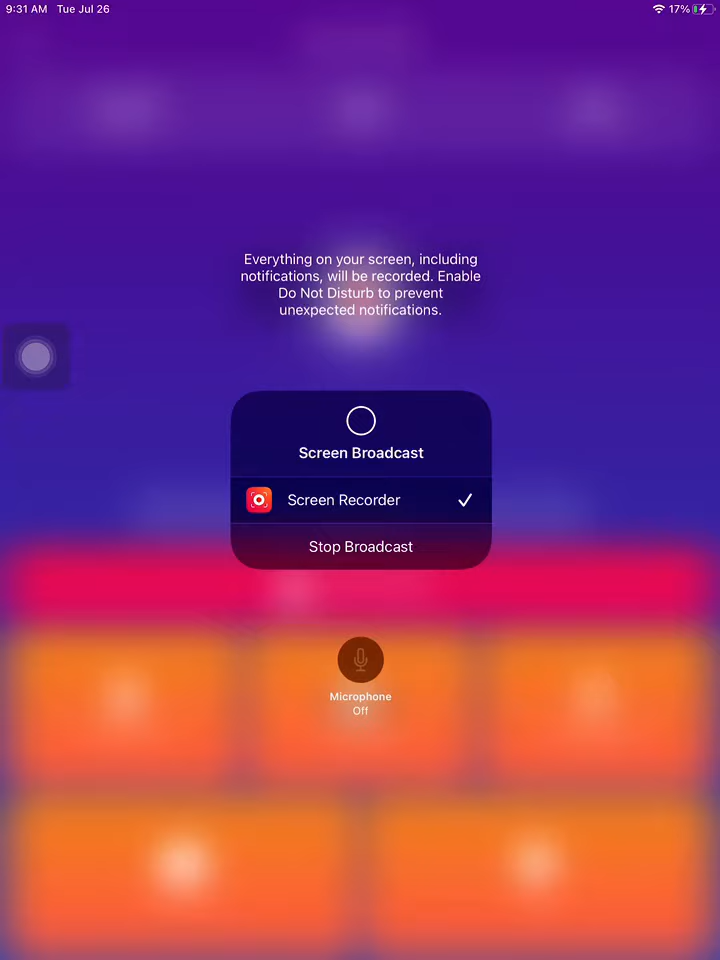 9:31 AM Tue Jul 26
17%
Everything on your screen, including
notifications, will be recorded. Enable
Do Not Disturb to prevent
unexpected notifications.
Screen Broadcast
Screen Recorder
Stop Broadcast
Microphone
Off